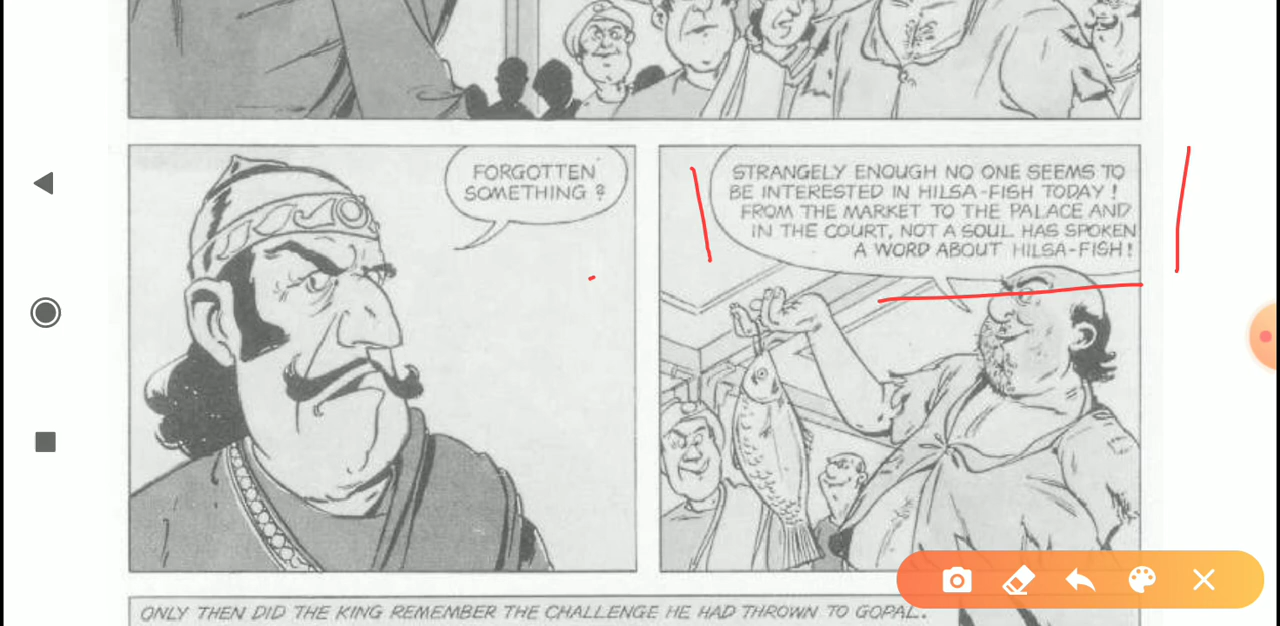 FORGOTTEN
SOMETHING ?
STRANGELY ENOUGH NO ONE SEEMS TO
BE INTERESTED IN HILSA-FISH TODAY !
FROM THE MARKET TO THE PALACE AND
IN THE COURT, NOT A SOUL HAS SPOKEN
A WORD ABOUT HILSA-FISH !
ONLY THEN DID THE KING REMEMBER THE CHALLENGE HE HAD THROWN TO GOPAL.